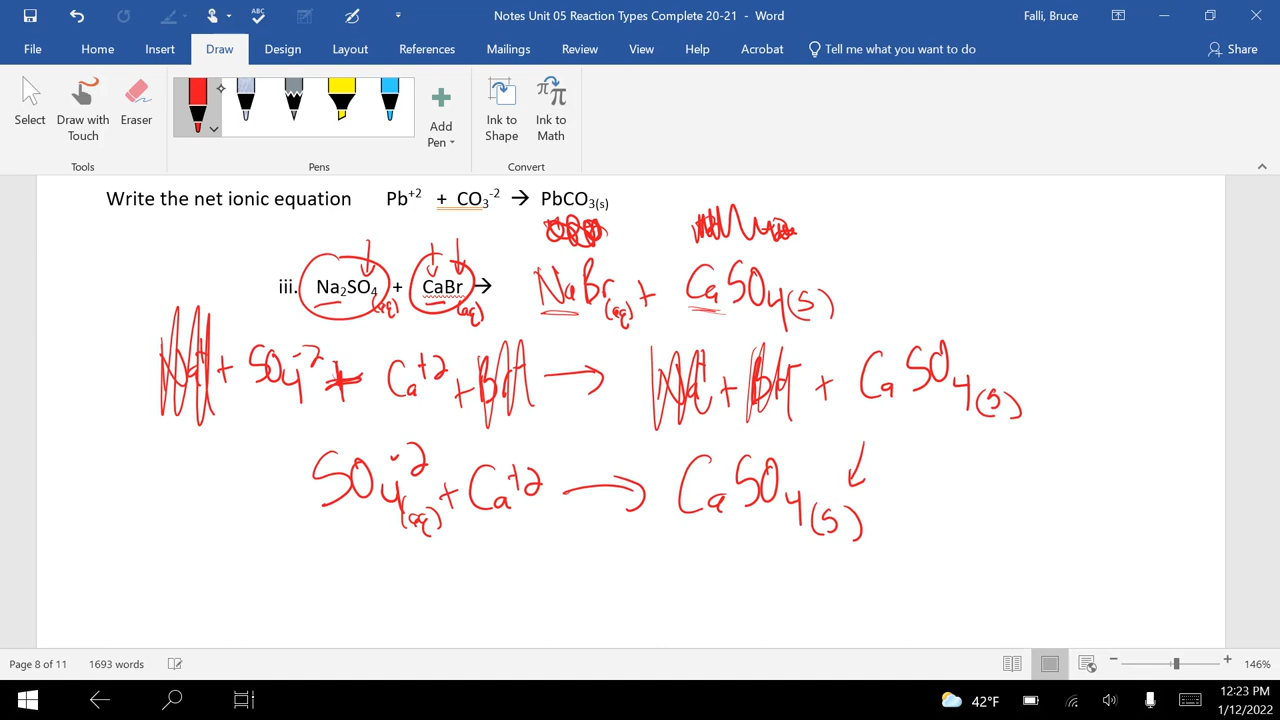 Notes Unit 05 Reaction Types Complete 20-21 - Word
Falli, Bruce
File Home Insert Draw Design Layout References Mailings Review View Help Acrobat Tell me what you want to do Share
Select Draw with Touch Eraser Add Pen Ink to Shape Ink to Math
Tools Pens Convert
Write the net ionic equation Pb+2 + CO3-2 → PbCO3(s)
iii. Na2SO4 (aq) + CaBr (aq) → NaBr(aq) + CaSO4(s)
+ SO4-2 + Ca+2 + → + + CaSO4(s)
SO4-2(aq) + Ca+2 → CaSO4(s)
Page 8 of 11 1693 words 146%
42°F 12:23 PM
1/12/2022